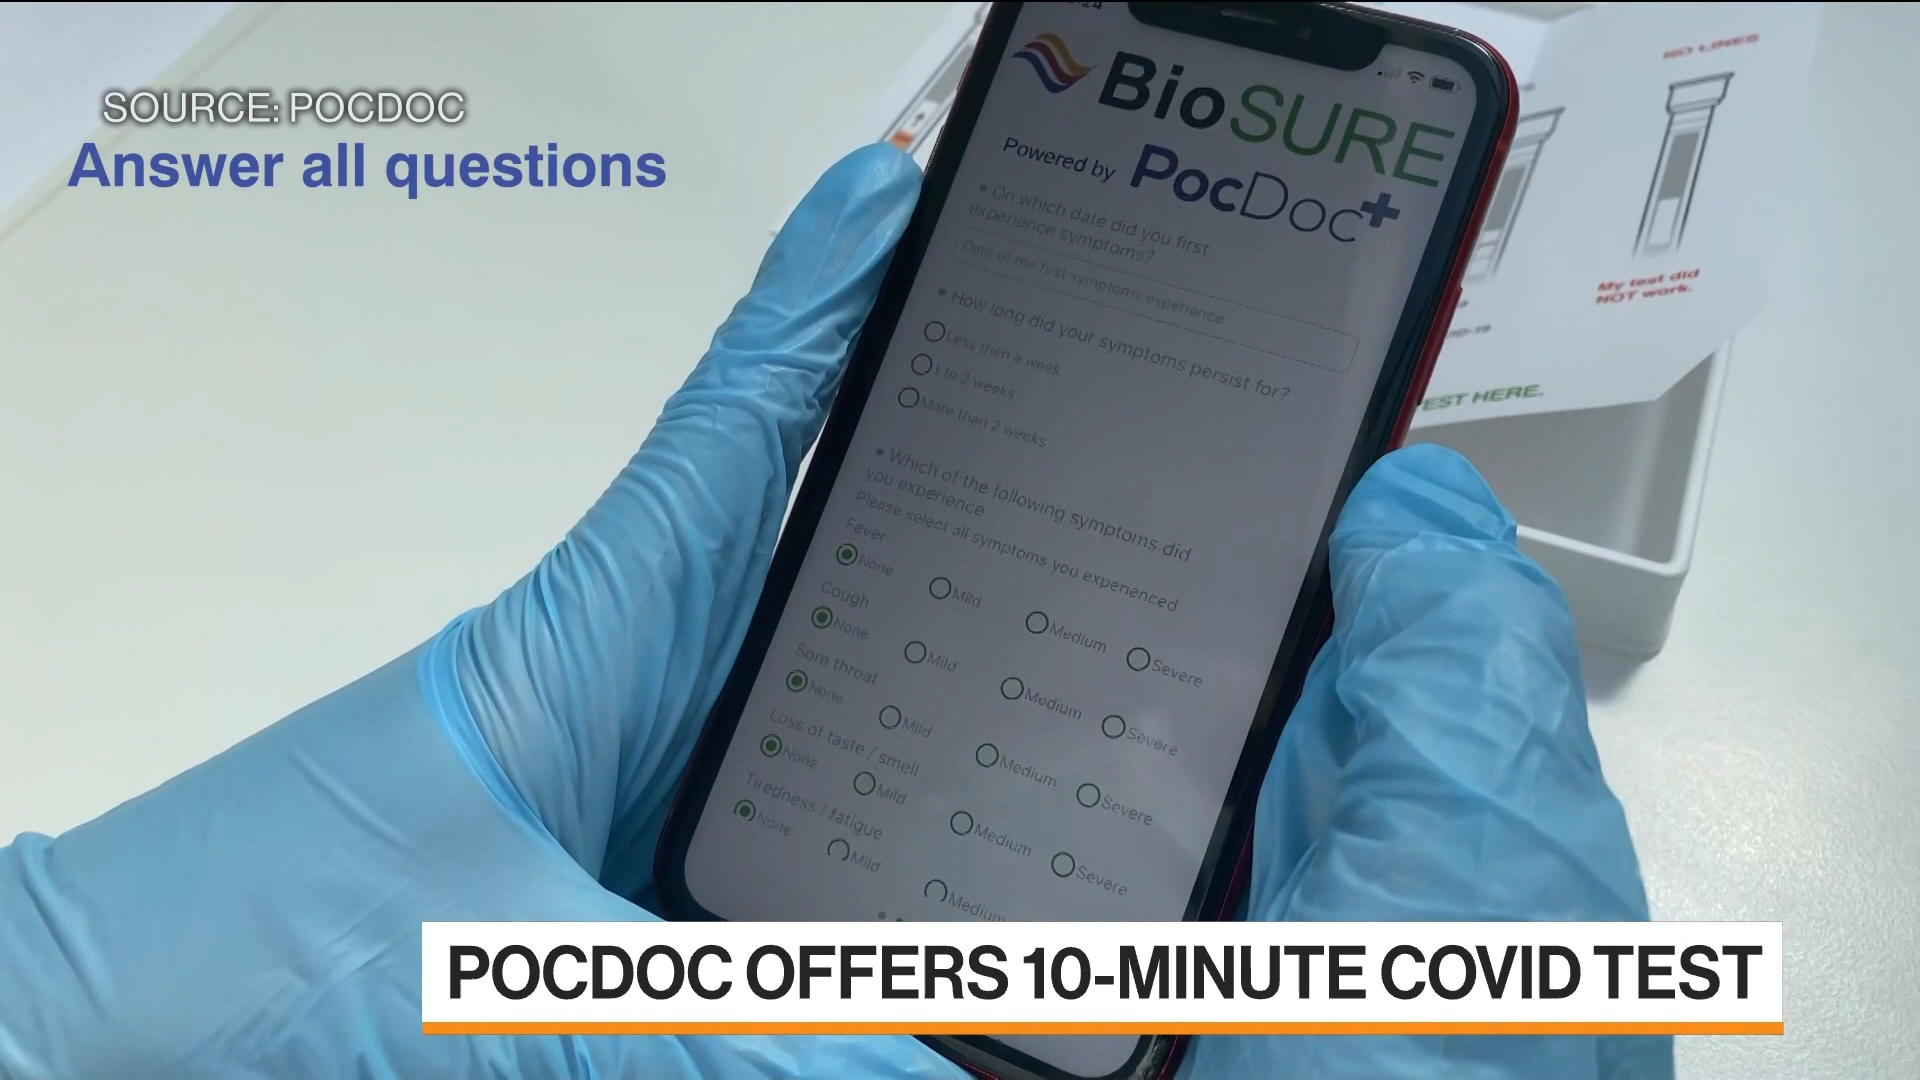 SOURCE: POCDOC
Answer all questions
BioSURE
Powered by PocDoc+
• On which date did you first
experience symptoms?
Date of the first symptoms experience
• How long did your symptoms persist for?
Less then a week
1 to 2 weeks
More than 2 weeks
• Which of the following symptoms did
you experience
Please select all symptoms you experienced
Fever
None Mild Medium Severe
Cough
None Mild Medium Severe
Sore throat
None Mild Medium Severe
Loss of taste / smell
None Mild Medium Severe
Tiredness / fatigue
None Mild Medium
NO LINES
My test did
NOT work.
EST HERE.
POCDOC OFFERS 10-MINUTE COVID TEST